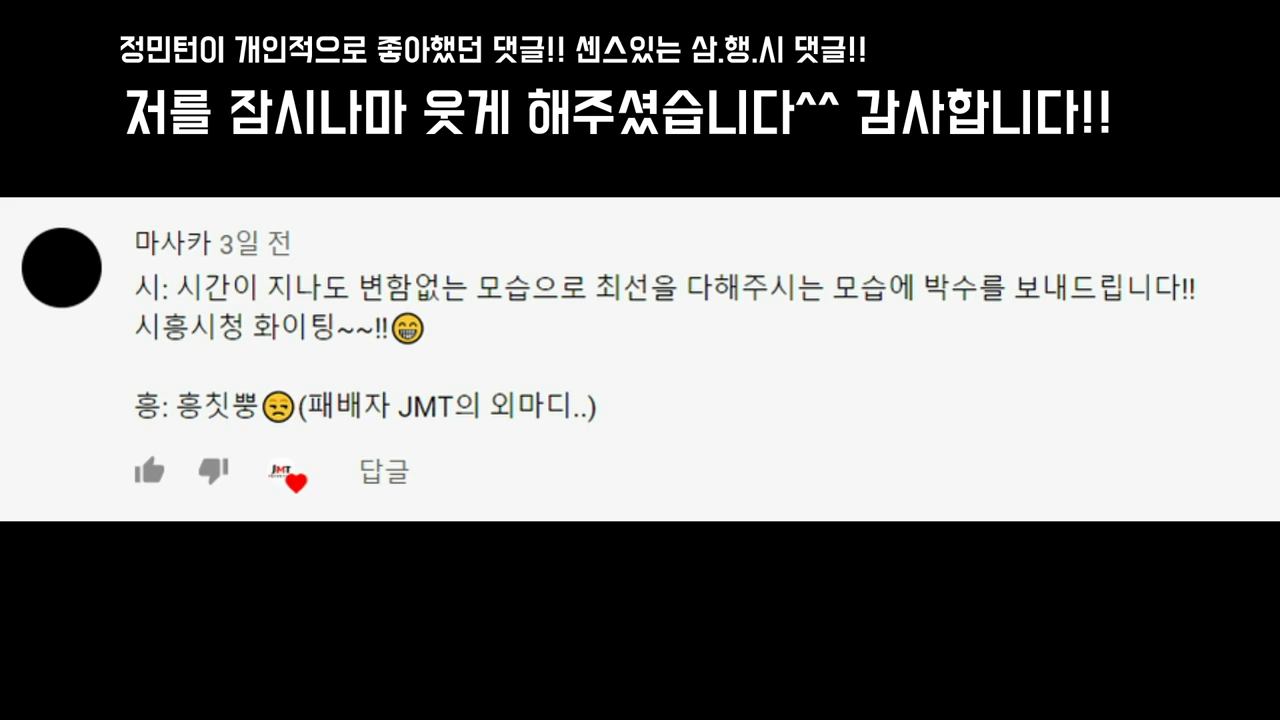 정민턴이 개인적으로 좋아했던 댓글!! 센스있는 삼.행.시 댓글!!
저를 잠시나마 웃게 해주셨습니다^^ 감사합니다!!
마사카 3일 전
시: 시간이 지나도 변함없는 모습으로 최선을 다해주시는 모습에 박수를 보내드립니다!!
시흥시청 화이팅~~!!😁
흥: 흥칫뿡😒(패배자 JMT의 외마디..)
JMT
답글